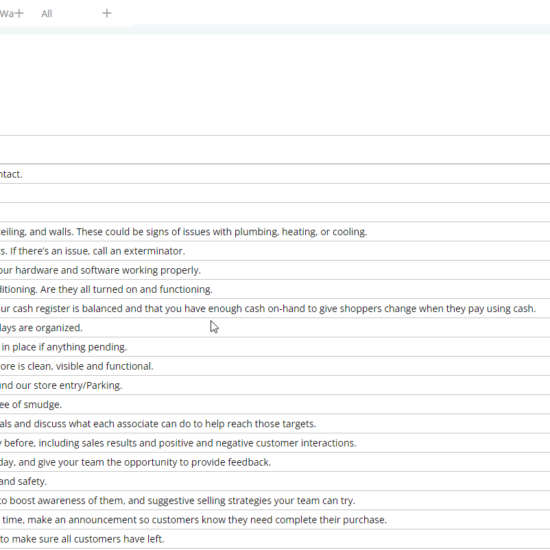 Wa+ All +
ntact.
eiling, and walls. These could be signs of issues with plumbing, heating, or cooling.
s. If there's an issue, call an exterminator.
our hardware and software working properly.
ditioning. Are they all turned on and functioning.
ur cash register is balanced and that you have enough cash on-hand to give shoppers change when they pay using cash.
lays are organized.
in place if anything pending.
ore is clean, visible and functional.
und our store entry/Parking.
ee of smudge.
als and discuss what each associate can do to help reach those targets.
y before, including sales results and positive and negative customer interactions.
day, and give your team the opportunity to provide feedback.
and safety.
to boost awareness of them, and suggestive selling strategies your team can try.
time, make an announcement so customers know they need complete their purchase.
to make sure all customers have left.